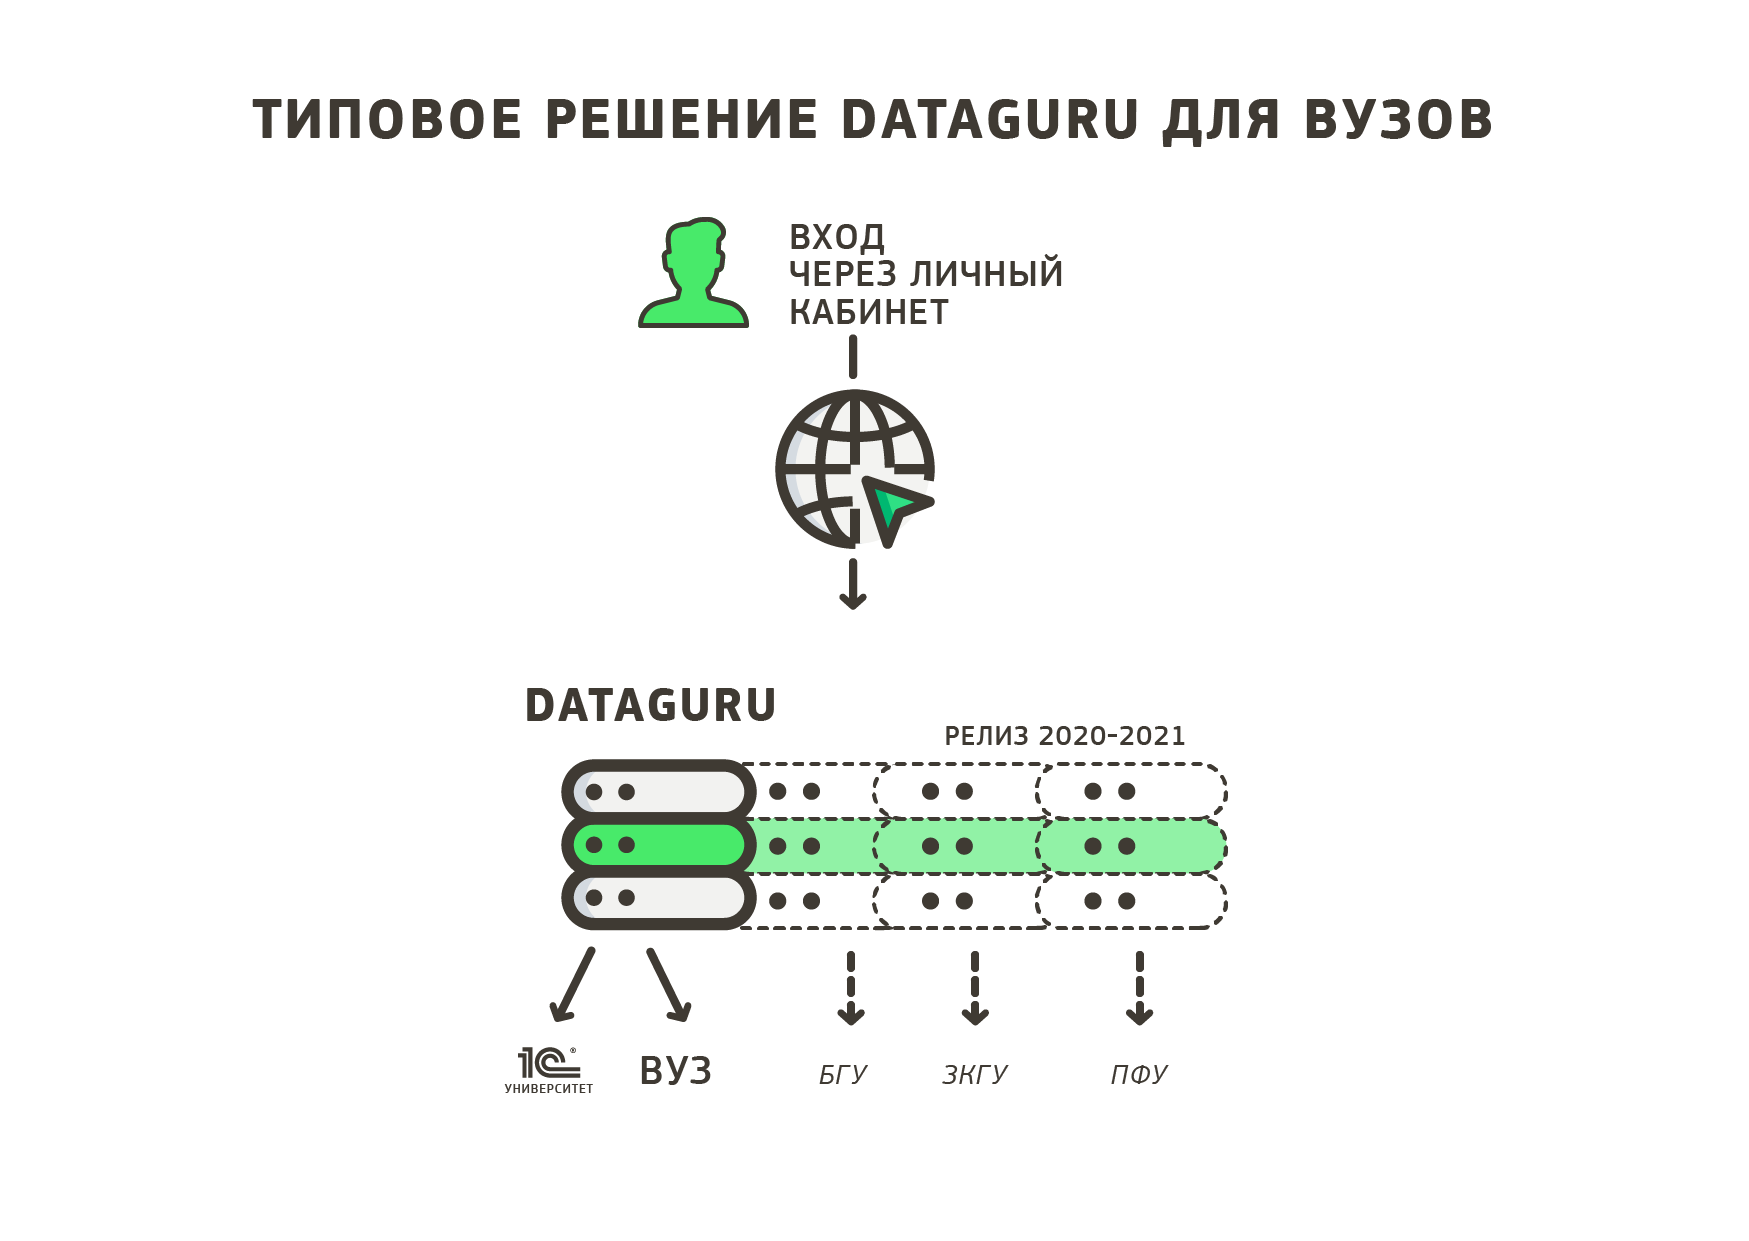 ТИПОВОЕ РЕШЕНИЕ DATAGURU ДЛЯ ВУЗОВ
ВХОД
ЧЕРЕЗ ЛИЧНЫЙ
КАБИНЕТ
DATAGURU
РЕЛИЗ 2020-2021
1С®
УНИВЕРСИТЕТ
ВУЗ
БГУ
ЗКГУ
ПФУ